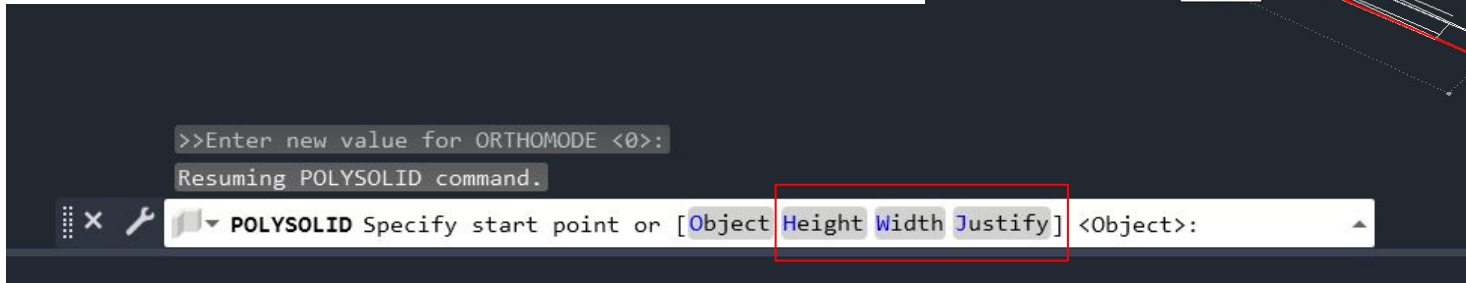 >>Enter new value for ORTHOMODE <0>:
Resuming POLYSOLID command.
POLYSOLID Specify start point or [Object Height Width Justify] <Object>: